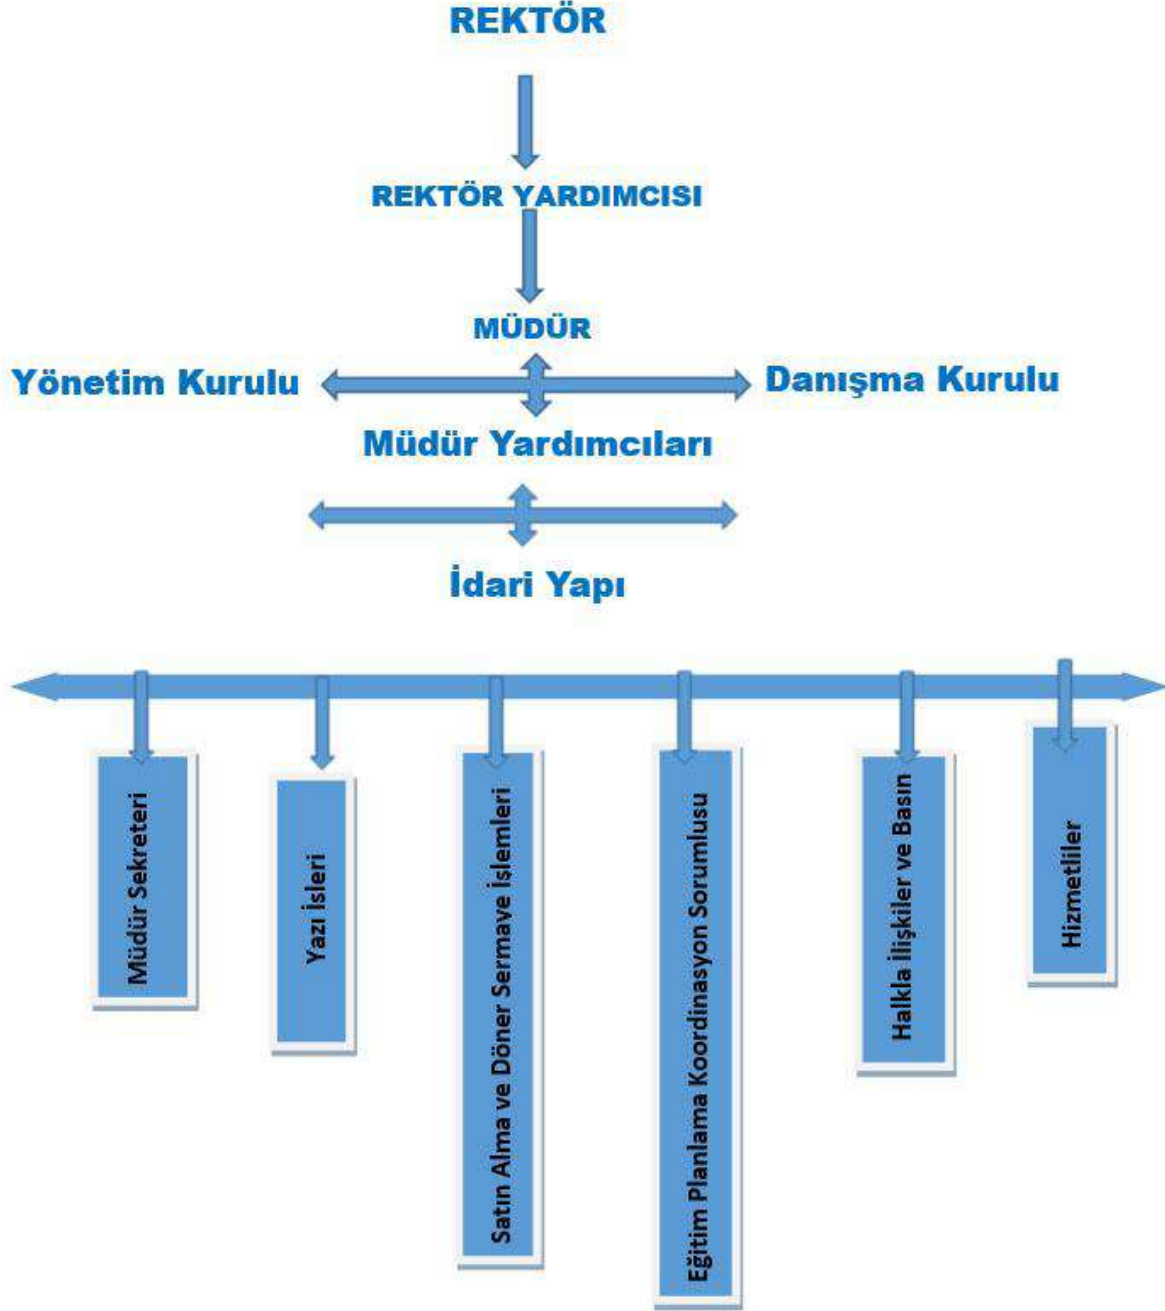 REKTÖR
REKTÖR YARDIMCISI
MÜDÜR
Yönetim Kurulu
Danışma Kurulu
Müdür Yardımcıları
İdari Yapı
Müdür Sekreteri
Yazı İsleri
Satın Alma ve Döner Sermave İşlemleri
Eğitim Planlama Koordinasyon Sorumlusu
Halkla İlişkiler ve Basın
Hizmetliler